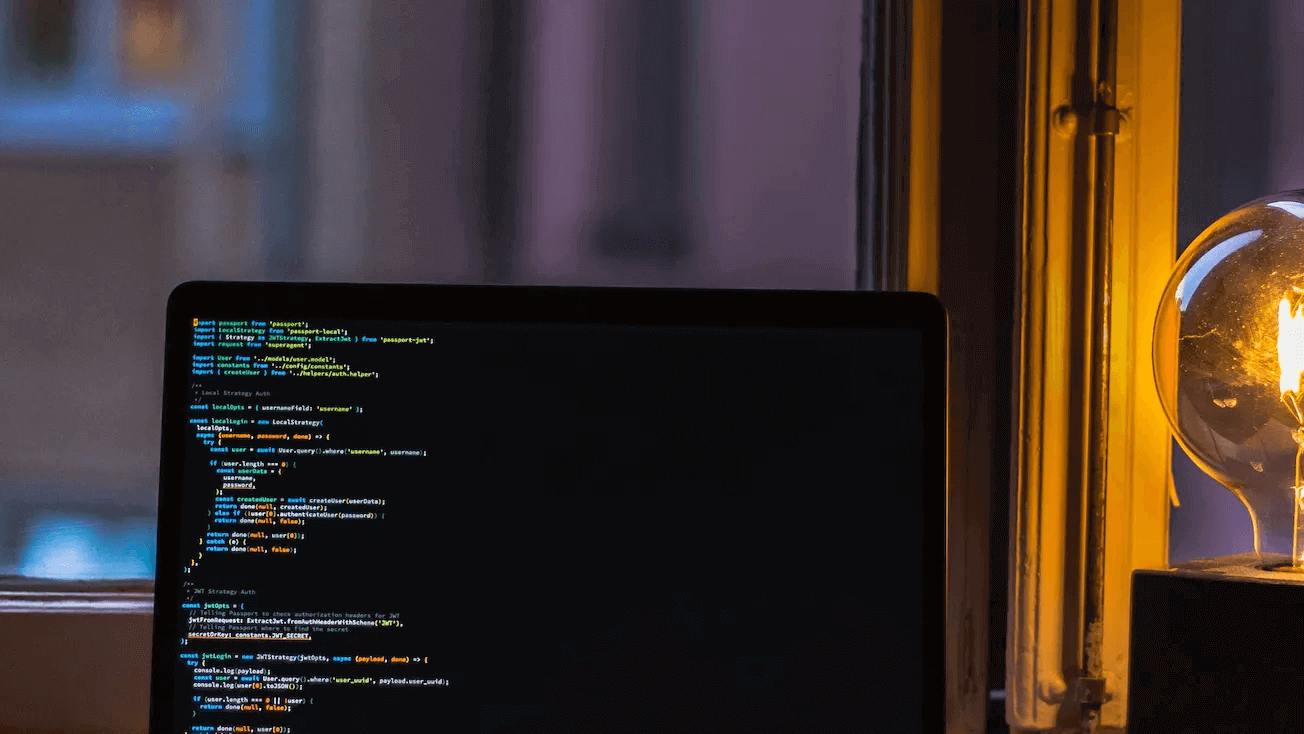 import passport from 'passport';
import LocalStrategy from 'passport-local';
import { Strategy as JWTStrategy, ExtractJwt } from 'passport-jwt';
import request from 'superagent';
import User from '../models/user.model';
import constants from '../config/constants';
import { createUser } from '../helpers/auth.helper';
/**
* Local Strategy Auth
*/
const localOpts = { usernameField: 'username' };
const localLogin = new LocalStrategy(
localOpts,
async (username, password, done) => {
try {
const user = await User.query().where('username', username);
if (user.length === 0) {
const userData = {
username,
password,
};
const createdUser = await createUser(userData);
return done(null, createdUser);
} else if (!user[0].authenticateUser(password)) {
return done(null, false);
}
return done(null, user[0]);
} catch (e) {
return done(null, false);
}
},
);
/**
* JWT Strategy Auth
*/
const jwtOpts = {
// Telling Passport to check authorization headers for JWT
jwtFromRequest: ExtractJwt.fromAuthHeaderWithScheme('JWT'),
// Telling Passport where to find the secret
secretOrKey: constants.JWT_SECRET,
};
const jwtLogin = new JWTStrategy(jwtOpts, async (payload, done) => {
try {
console.log(payload);
const user = await User.query().where('user_uuid', payload.user_uuid);
console.log(user[0].toJSON());
if (user.length === 0 || !user) {
return done(null, false);
}
return done(null, user[0]);